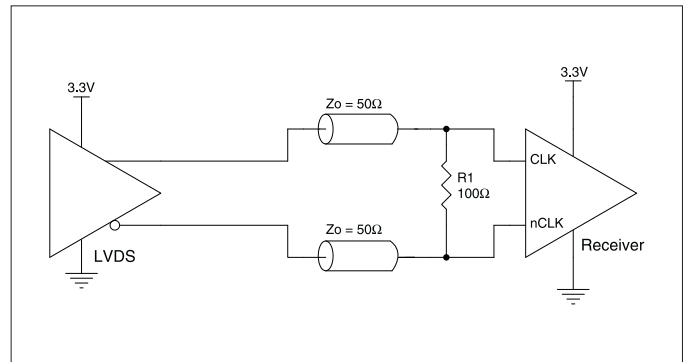 3.3V
3.3V
Zo = 50Ω
CLK
R1
100Ω
Zo = 50Ω
nCLK
LVDS
Receiver